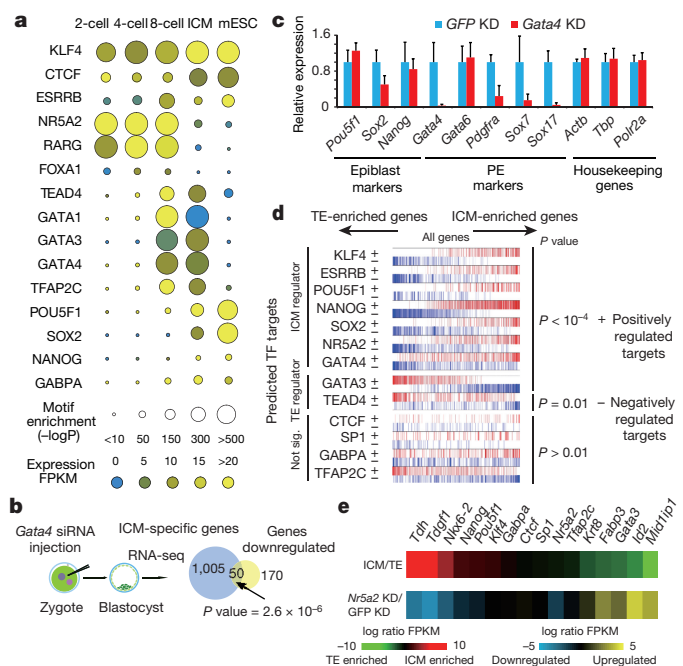 a
2-cell 4-cell 8-cell ICM mESC
KLF4
CTCF
ESRRB
NR5A2
RARG
FOXA1
TEAD4
GATA1
GATA3
GATA4
TFAP2C
POU5F1
SOX2
NANOG
GABPA
Motif enrichment (–logP)
<10 50 150 300 >500
Expression FPKM
0 5 10 15 >20
b
Gata4 siRNA injection
Zygote
RNA-seq
Blastocyst
ICM-specific genes
Genes downregulated
1,005
50
170
P value = 2.6 × 10⁻⁶
c
GFP KD
Gata4 KD
Relative expression
1.6
0.8
0
Pou5f1
Sox2
Nanog
Gata4
Gata6
Pdgfra
Sox7
Sox17
Actb
Tbp
Polr2a
Epiblast markers
PE markers
Housekeeping genes
d
TE-enriched genes
ICM-enriched genes
All genes
P value
Predicted TF targets
ICM regulator
KLF4 ±
ESRRB ±
POU5F1 ±
NANOG ±
SOX2 ±
NR5A2 ±
GATA4 ±
TE regulator
GATA3 ±
TEAD4 ±
Not sig.
CTCF ±
SP1 ±
GABPA ±
TFAP2C ±
P < 10⁻⁴
P = 0.01
P > 0.01
+ Positively regulated targets
– Negatively regulated targets
e
Tdh
Tdgf1
Nkx6-2
Nanog
Pou5f1
Klf4
Gabpa
Ctcf
Sp1
Nr5a2
Tfap2c
Krt8
Fabp3
Gata3
Id2
Mid1ip1
ICM/TE
Nr5a2 KD/
GFP KD
log ratio FPKM
–10 10
TE enriched ICM enriched
log ratio FPKM
–5 5
Downregulated Upregulated